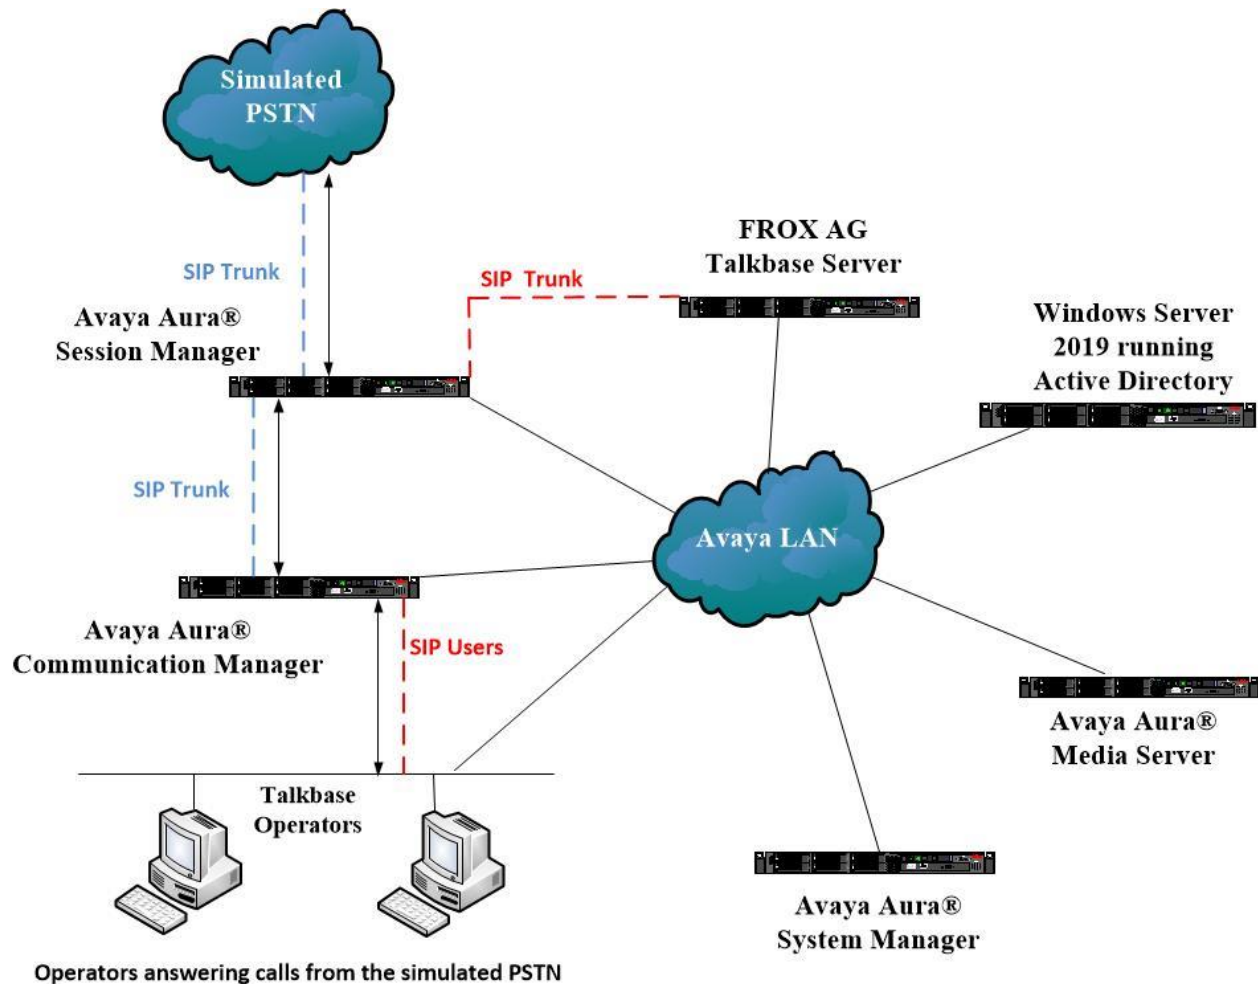 Simulated
PSTN
SIP Trunk
FROX AG
Talkbase Server
SIP Trunk
Avaya Aura®
Session Manager
Windows Server
2019 running
Active Directory
SIP Trunk
Avaya LAN
Avaya Aura®
Communication Manager
SIP Users
Avaya Aura®
Media Server
Talkbase
Operators
Avaya Aura®
System Manager
Operators answering calls from the simulated PSTN